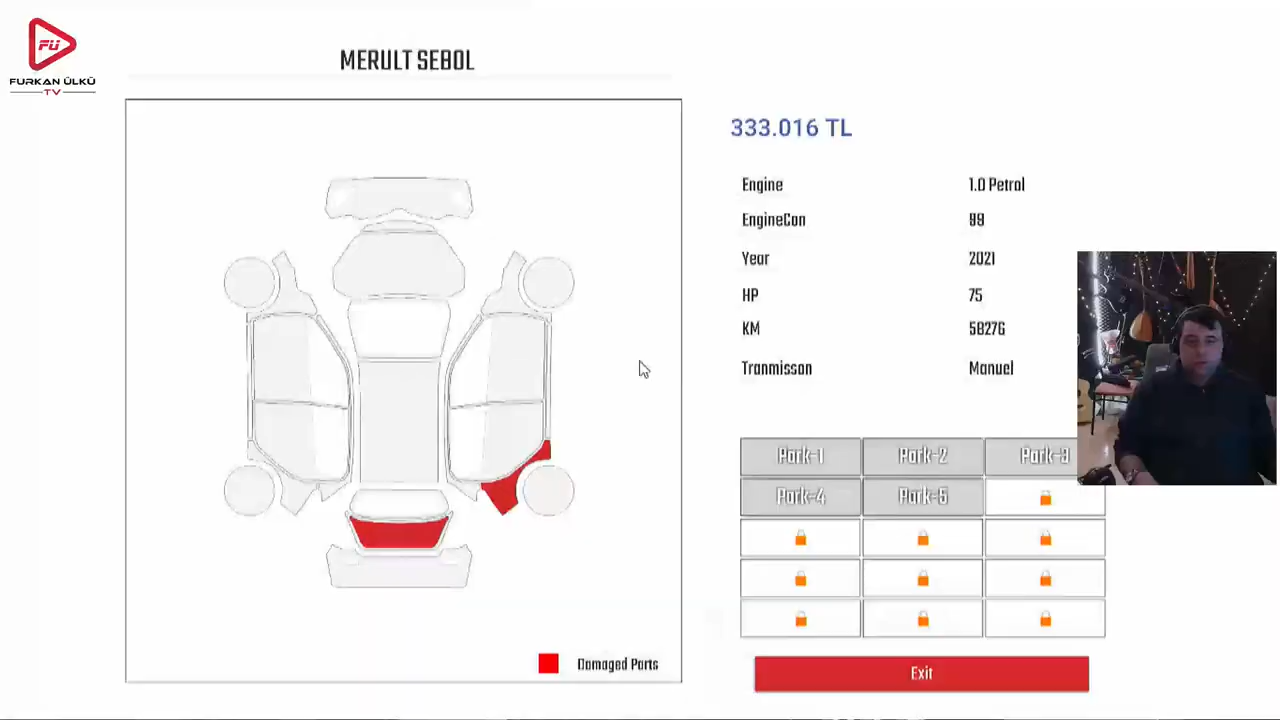 FU
FURKAN ÜLKÜ
TV
MERULT SEBOL
333.016 TL
Engine 1.0 Petrol
EngineCon 99
Year 2021
HP 75
KM 58276
Tranmisson Manuel
Park-1 Park-2 Park-3
Park-4 Park-5
Damaged Parts
Exit